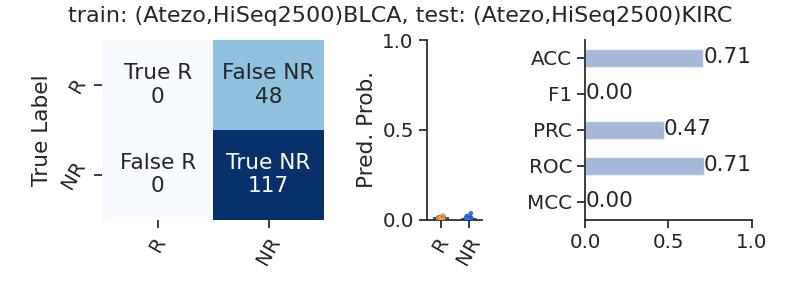 train: (Atezo,HiSeq2500)BLCA, test: (Atezo,HiSeq2500)KIRC
True Label
R
NR
True R
0
False NR
48
False R
0
True NR
117
R
NR
Pred. Prob.
1.0
0.5
0.0
R
NR
ACC
0.71
F1
0.00
PRC
0.47
ROC
0.71
MCC
0.00
0.0
0.5
1.0